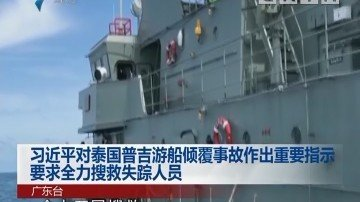 习近平对泰国普吉游船倾覆事故作出重要指示
要求全力搜救失踪人员
广东台